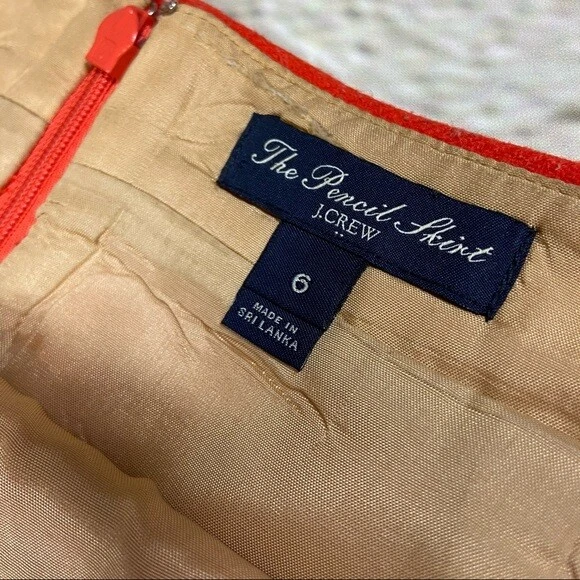 The Pencil Skirt
J.CREW
6
MADE IN
SRI LANKA